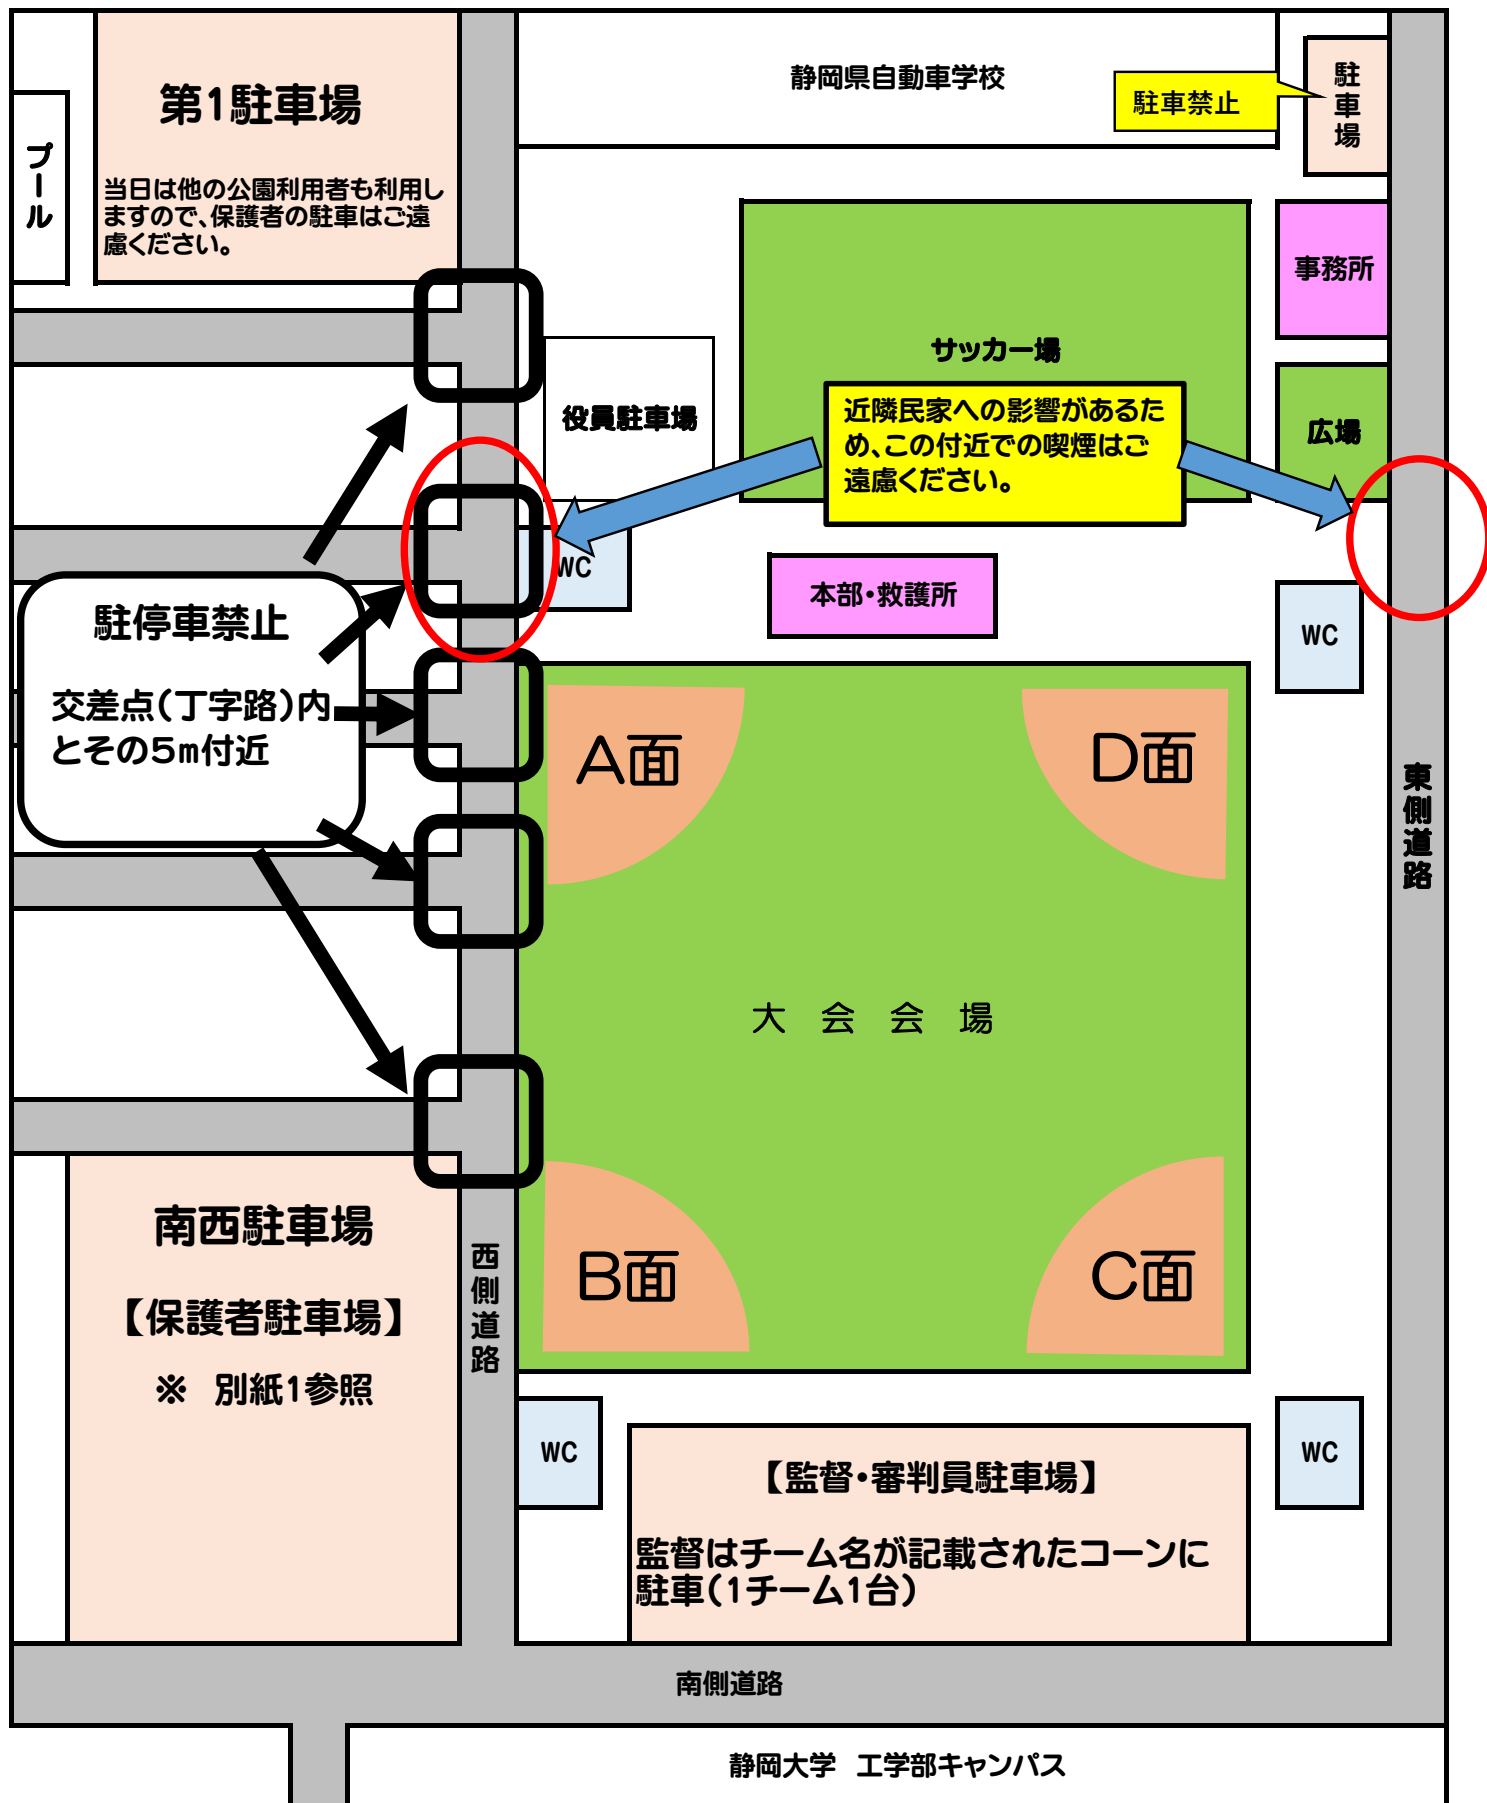 静岡県自動車学校
駐車禁止
駐車場
第1駐車場
当日は他の公園利用者も利用し
ますので、保護者の駐車はご遠
慮ください。
プール
事務所
サッカー場
役員駐車場
近隣民家への影響があるた
め、この付近での喫煙はご
遠慮ください。
広場
WC
本部・救護所
WC
駐停車禁止
交差点(丁字路)内
とその5m付近
A面
D面
東側道路
大 会 会 場
B面
C面
西側道路
南西駐車場
【保護者駐車場】
※ 別紙1参照
WC
WC
【監督・審判員駐車場】
監督はチーム名が記載されたコーンに
駐車(1チーム1台)
南側道路
静岡大学 工学部キャンパス